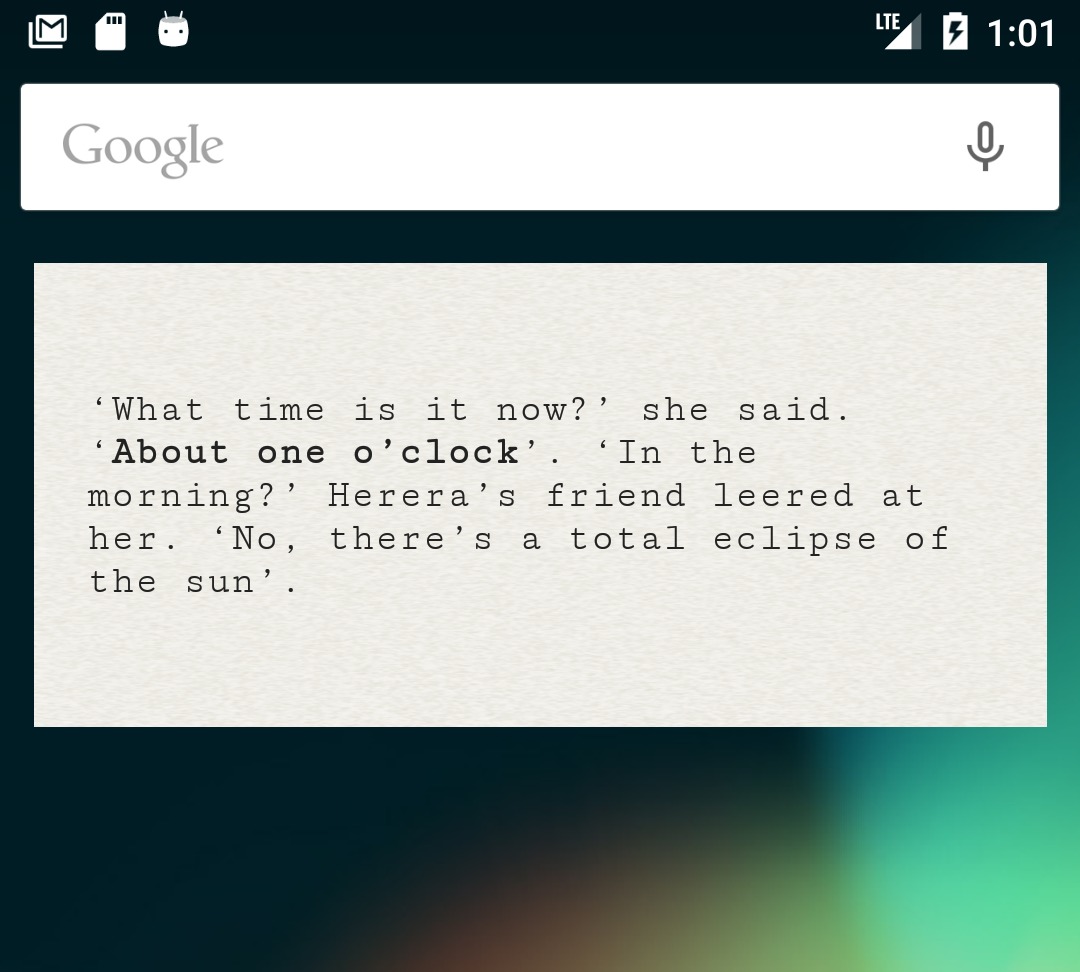 LTE 1:01
Google
‘What time is it now?’ she said.
‘About one o’clock’. ‘In the
morning?’ Herera’s friend leered at
her. ‘No, there’s a total eclipse of
the sun’.